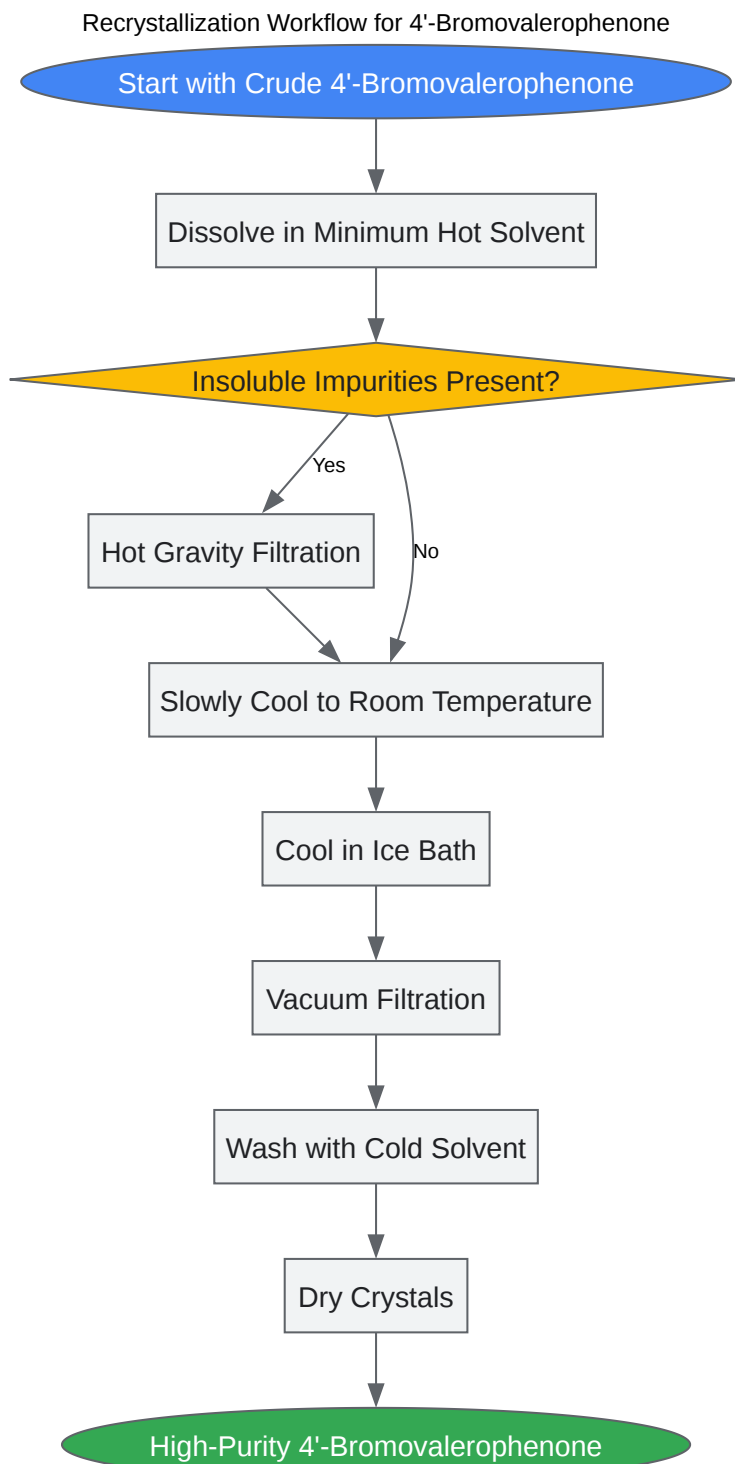 Recrystallization Workflow for 4'-Bromovalerophenone
Start with Crude 4'-Bromovalerophenone
Dissolve in Minimum Hot Solvent
Insoluble Impurities Present?
Yes
Hot Gravity Filtration
No
Slowly Cool to Room Temperature
Cool in Ice Bath
Vacuum Filtration
Wash with Cold Solvent
Dry Crystals
High-Purity 4'-Bromovalerophenone